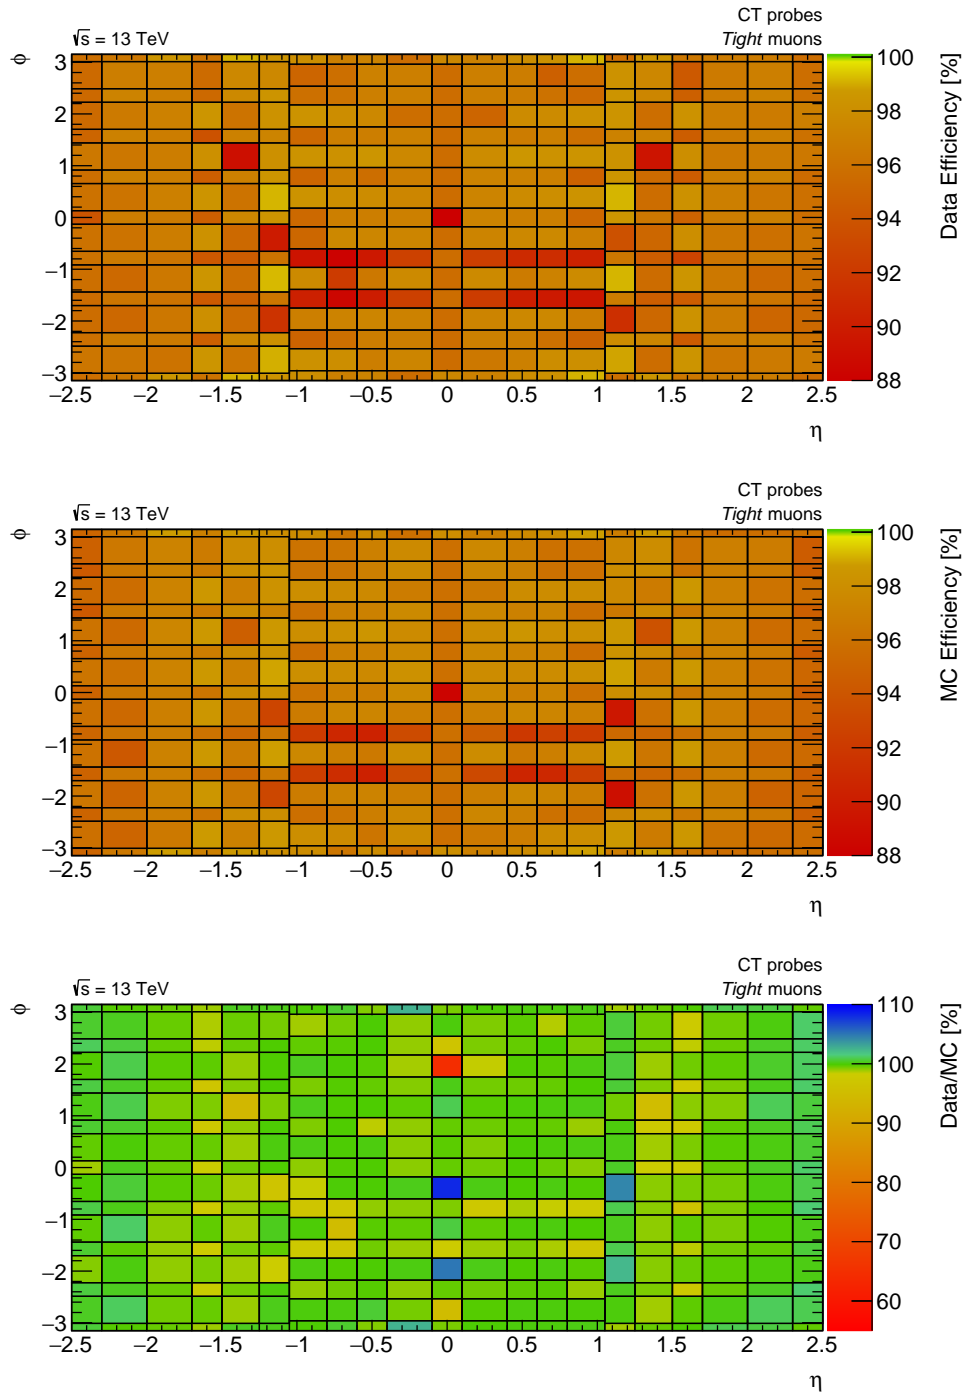 CT probes
√s = 13 TeV
Tight muons
ϕ
3
2
1
0
−1
−2
−3
−2.5 −2 −1.5 −1 −0.5 0 0.5 1 1.5 2 2.5
η
100
98
96
94
92
90
88
Data Efficiency [%]
CT probes
√s = 13 TeV
Tight muons
ϕ
3
2
1
0
−1
−2
−3
−2.5 −2 −1.5 −1 −0.5 0 0.5 1 1.5 2 2.5
η
100
98
96
94
92
90
88
MC Efficiency [%]
CT probes
√s = 13 TeV
Tight muons
ϕ
3
2
1
0
−1
−2
−3
−2.5 −2 −1.5 −1 −0.5 0 0.5 1 1.5 2 2.5
η
110
100
90
80
70
60
Data/MC [%]